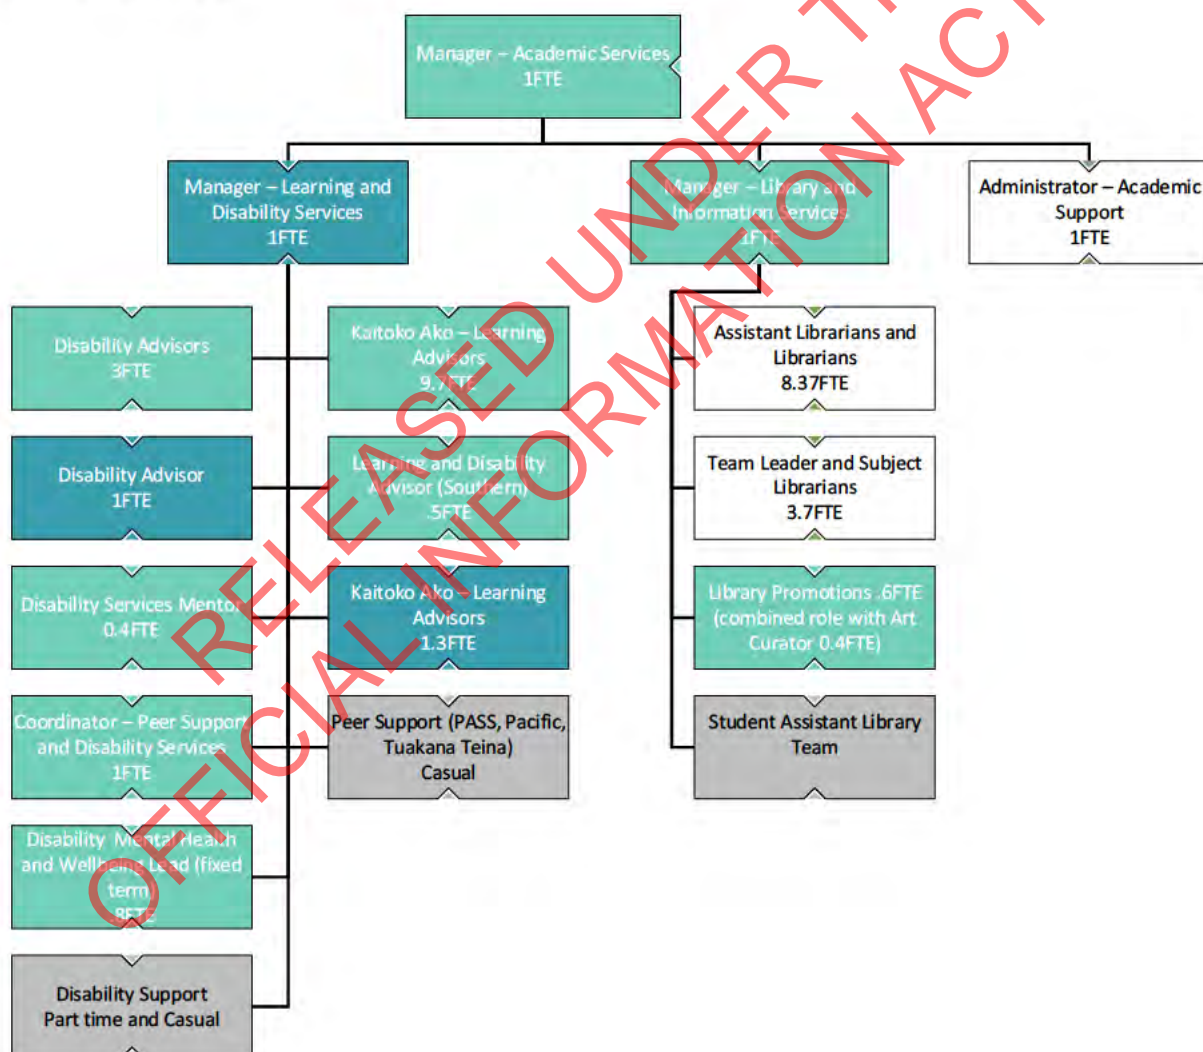 Manager – Academic Services
1FTE
Manager – Learning and
Disability Services
1FTE
Manager – Library and
Information Services
1FTE
Administrator – Academic
Support
1FTE
Disability Advisors
3FTE
Kaitoko Ako – Learning
Advisors
9.7FTE
Assistant Librarians and
Librarians
8.37FTE
Disability Advisor
1FTE
Learning and Disability
Advisor (Southern)
.5FTE
Team Leader and Subject
Librarians
3.7FTE
Disability Services Mentor
0.4FTE
Kaitoko Ako – Learning
Advisors
1.3FTE
Library Promotions .6FTE
(combined role with Art
Curator 0.4FTE)
Coordinator – Peer Support
and Disability Services
1FTE
Peer Support (PASS, Pacific,
Tuakana Teina)
Casual
Student Assistant Library
Team
Disability Mental Health
and Wellbeing Lead (fixed
term)
.8FTE
Disability Support
Part time and Casual
RELEASED UNDER
OFFICIAL INFORMATION ACT